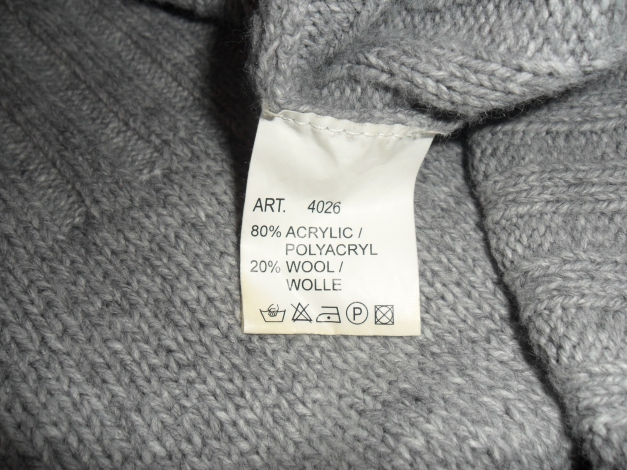 ART. 4026
80% ACRYLIC /
POLYACRYL
20% WOOL /
WOLLE
P